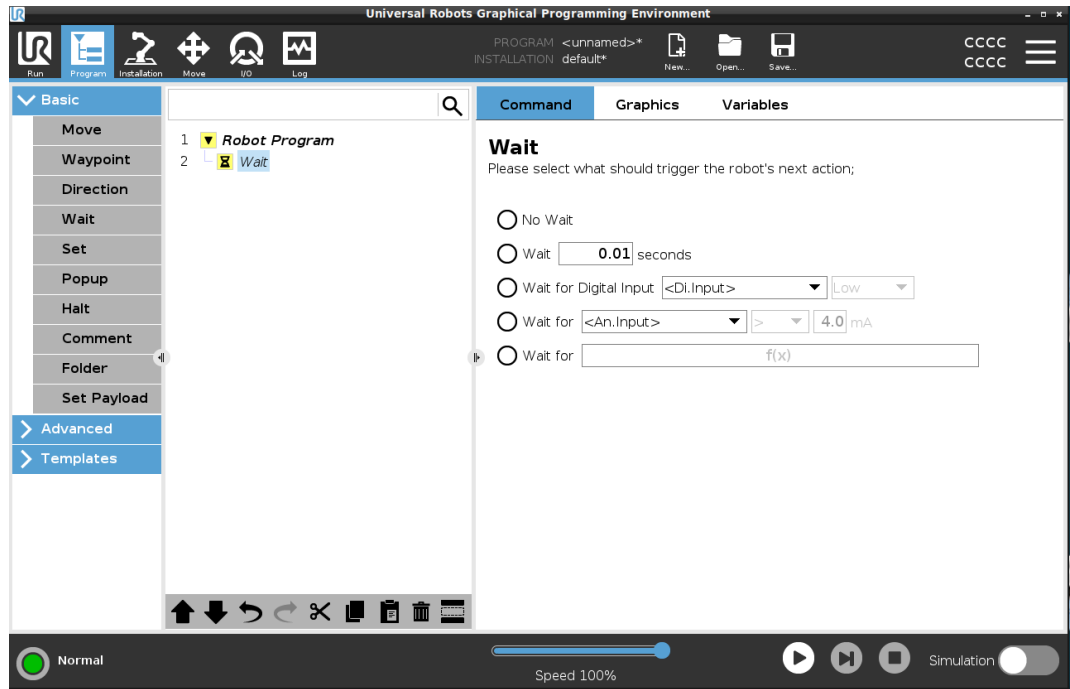 Universal Robots Graphical Programming Environment
UR
Run
Program
Installation
Move
I/O
Log
PROGRAM <unnamed>*
INSTALLATION default*
New...
Open...
Save...
CCCC
CCCC
Basic
Move
Waypoint
Direction
Wait
Set
Popup
Halt
Comment
Folder
Set Payload
Advanced
Templates
1 Robot Program
2 Wait
Command Graphics Variables
Wait
Please select what should trigger the robot's next action;
No Wait
Wait 0.01 seconds
Wait for Digital Input <Di.Input> Low
Wait for <An.Input> > 4.0 mA
Wait for f(x)
Normal
Speed 100%
Simulation